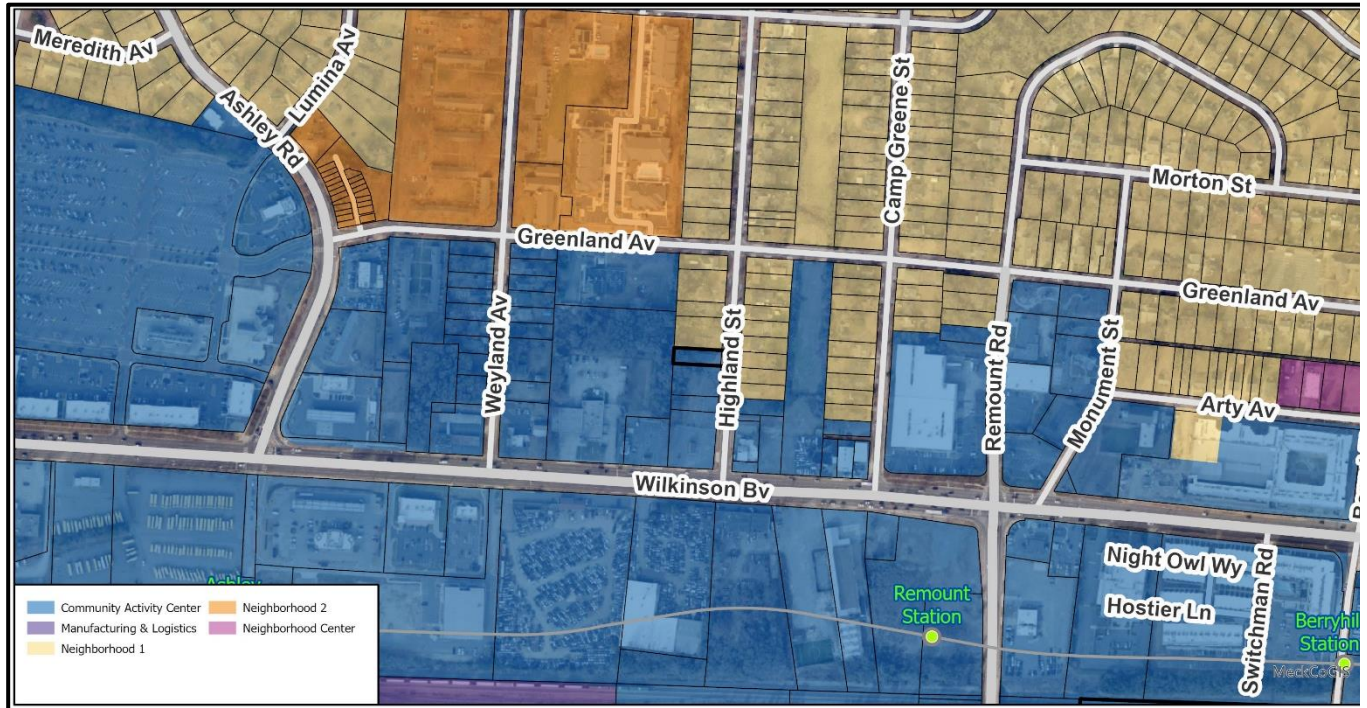 Meredith Av
Lumina Av
Ashley Rd
Camp Greene St
Morton St
Greenland Av
Greenland Av
Weyland Av
Highland St
Remount Rd
Monument St
Arty Av
Wilkinson Bv
Night Owl Wy
Hostier Ln
Switchman Rd
Ashley
Remount
Station
Berryhil
Station
MeckCoGIS
Community Activity Center
Manufacturing & Logistics
Neighborhood 1
Neighborhood 2
Neighborhood Center